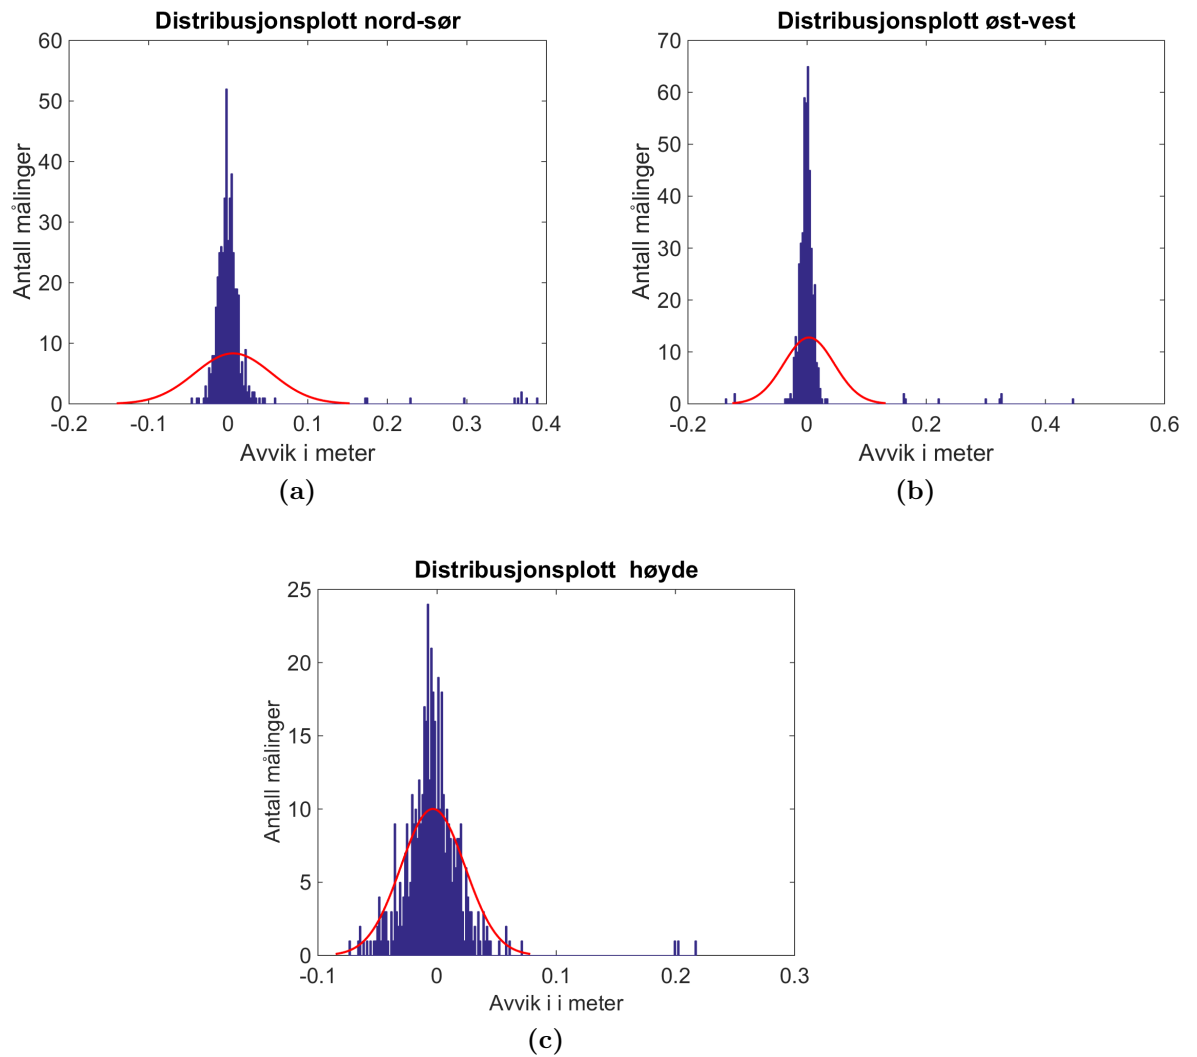 Distribusjonsplott nord-sør
60
50
40
30
20
10
0
Antall målinger
-0.2 -0.1 0 0.1 0.2 0.3 0.4
Avvik i meter
(a)
Distribusjonsplott øst-vest
70
60
50
40
30
20
10
0
Antall målinger
-0.2 0 0.2 0.4 0.6
Avvik i meter
(b)
Distribusjonsplott høyde
25
20
15
10
5
0
Antall målinger
-0.1 0 0.1 0.2 0.3
Avvik i i meter
(c)